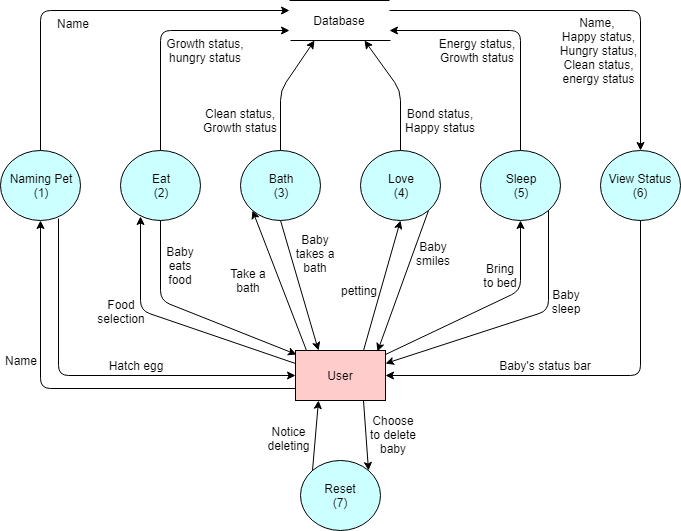 Database
Name
Growth status,
hungry status
Energy status,
Growth status
Name,
Happy status,
Hungry status,
Clean status,
energy status
Clean status,
Growth status
Bond status,
Happy status
Naming Pet
(1)
Eat
(2)
Bath
(3)
Love
(4)
Sleep
(5)
View Status
(6)
Baby
eats
food
Baby
takes a
bath
Baby
smiles
Take a
bath
petting
Bring
to bed
Food
selection
Baby
sleep
Name
Hatch egg
User
Baby's status bar
Notice
deleting
Choose
to delete
baby
Reset
(7)